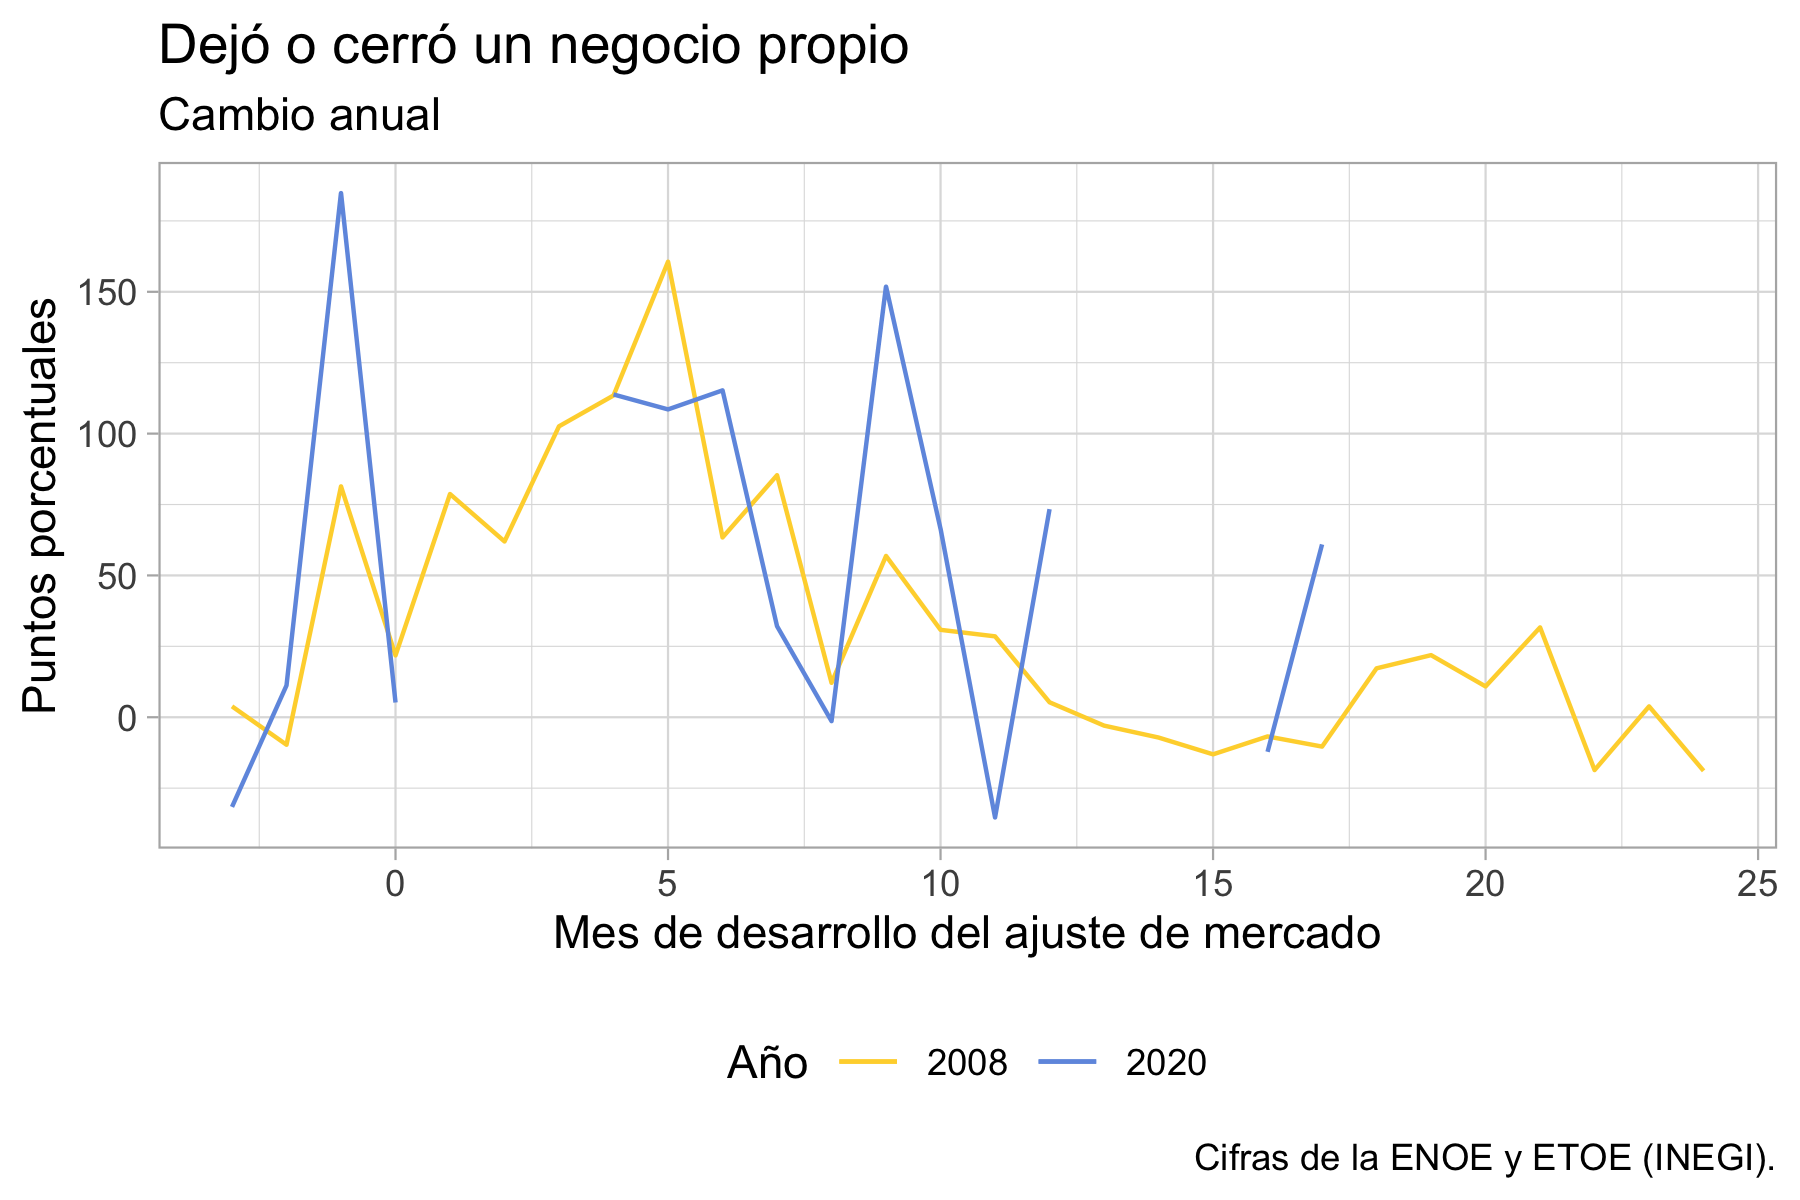 Dejó o cerró un negocio propio
Cambio anual
Puntos porcentuales
150
100
50
0
0 5 10 15 20 25
Mes de desarrollo del ajuste de mercado
Año 2008 2020
Cifras de la ENOE y ETOE (INEGI).